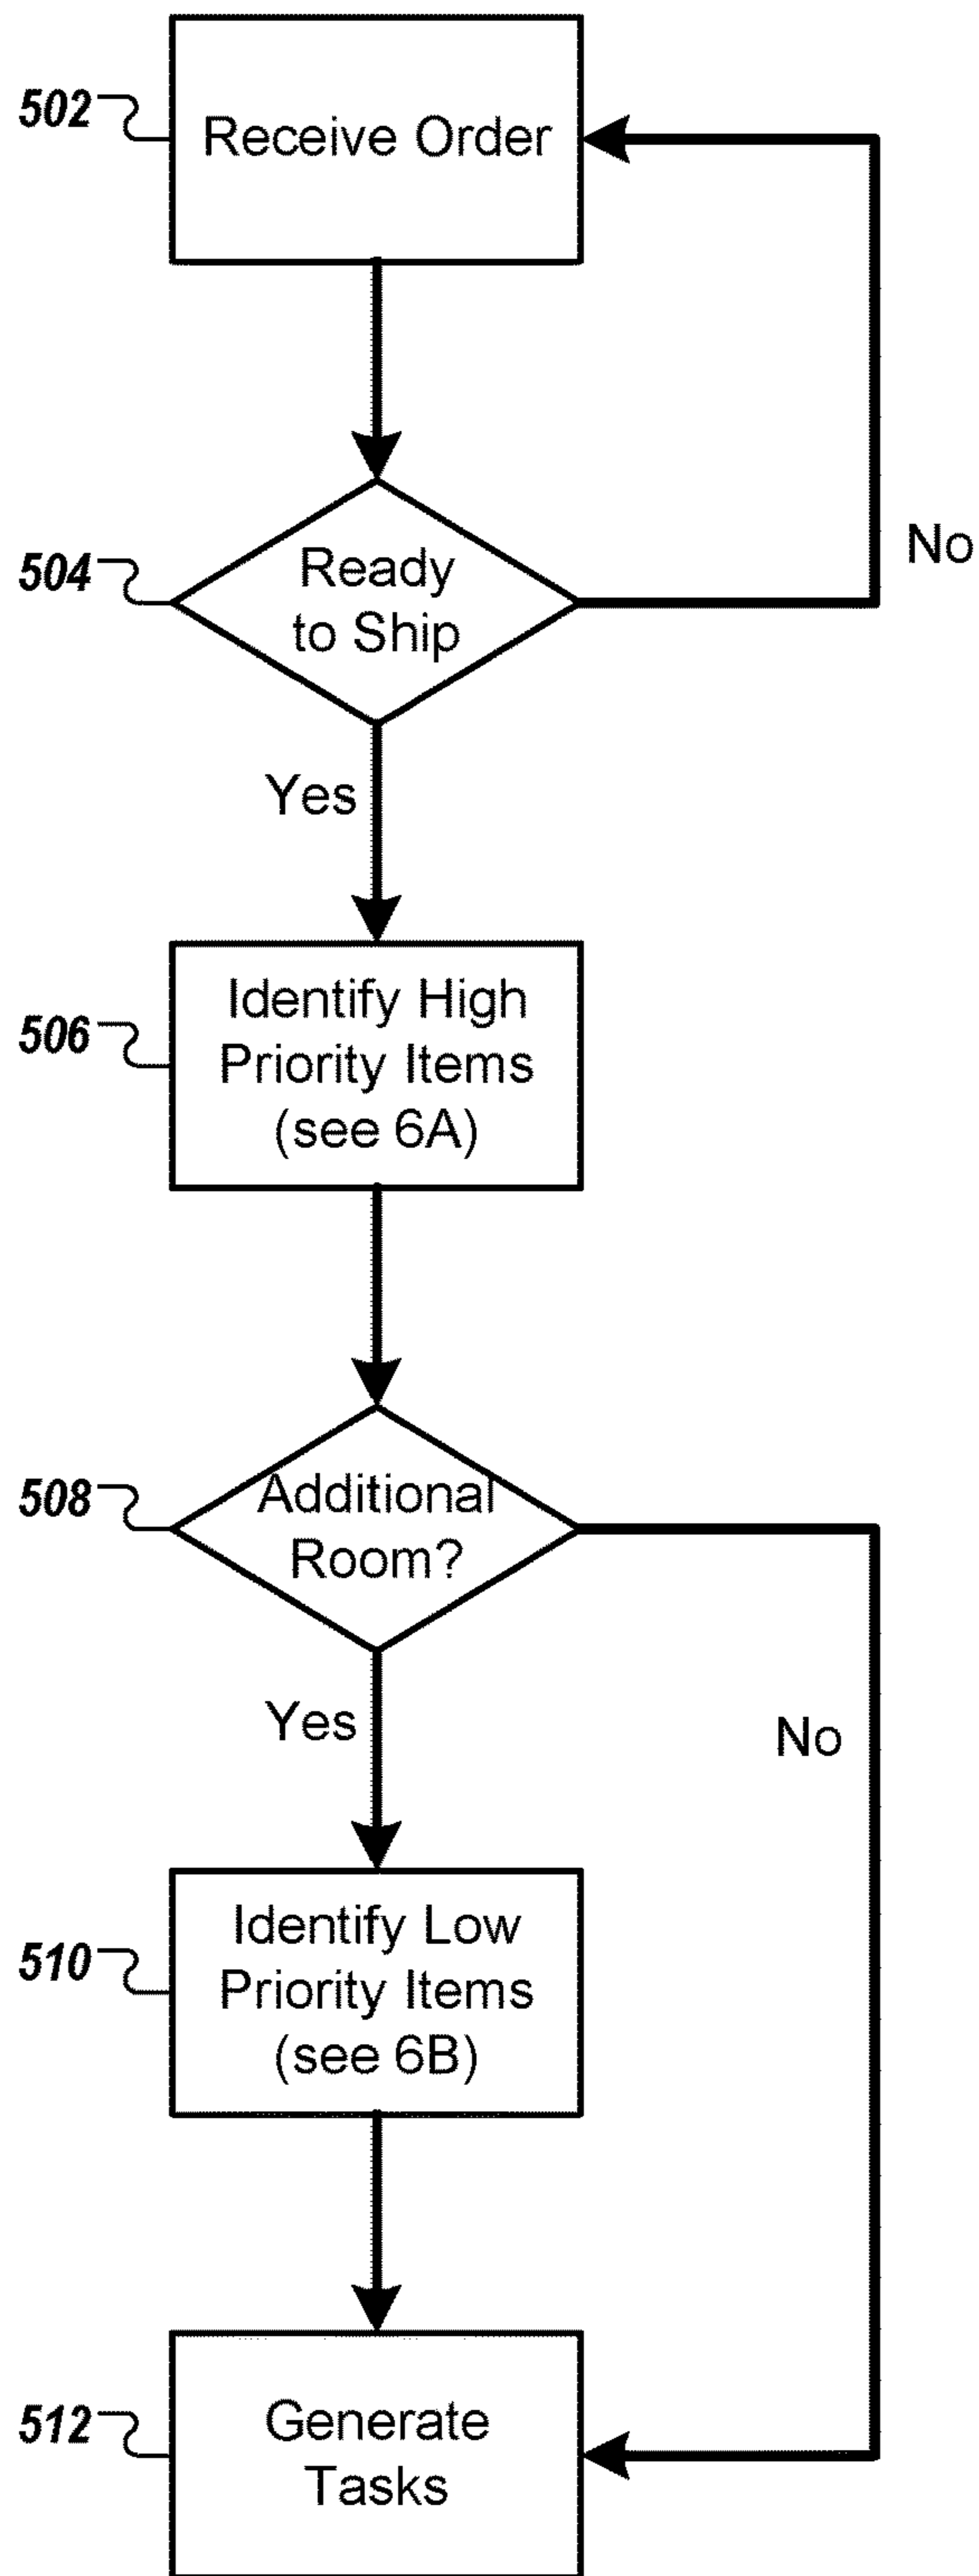 502
Receive Order
504
Ready
to Ship
No
Yes
506
Identify High
Priority Items
(see 6A)
508
Additional
Room?
Yes
No
510
Identify Low
Priority Items
(see 6B)
512
Generate
Tasks